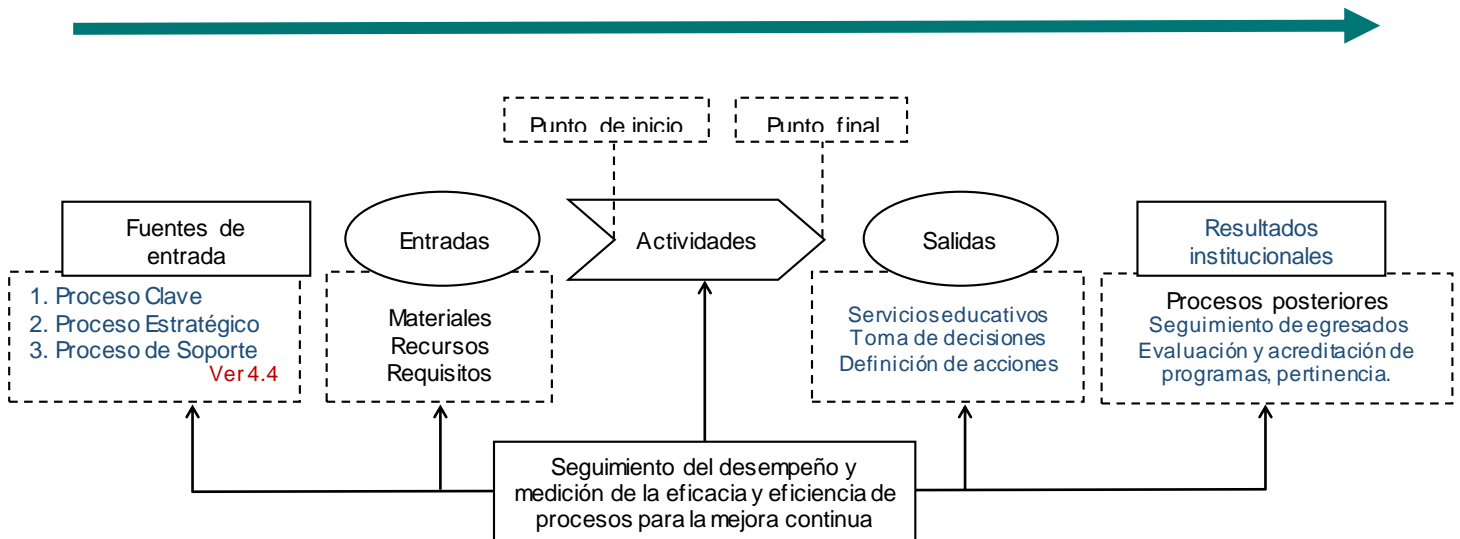 Punto de inicio
Punto final
Fuentes de
entrada
Entradas
Actividades
Salidas
Resultados
institucionales
1. Proceso Clave
2. Proceso Estratégico
3. Proceso de Soporte
Ver 4.4
Materiales
Recursos
Requisitos
Servicios educativos
Toma de decisiones
Definición de acciones
Procesos posteriores
Seguimiento de egresados
Evaluación y acreditación de
programas, pertinencia.
Seguimiento del desempeño y
medición de la eficacia y eficiencia de
procesos para la mejora continua